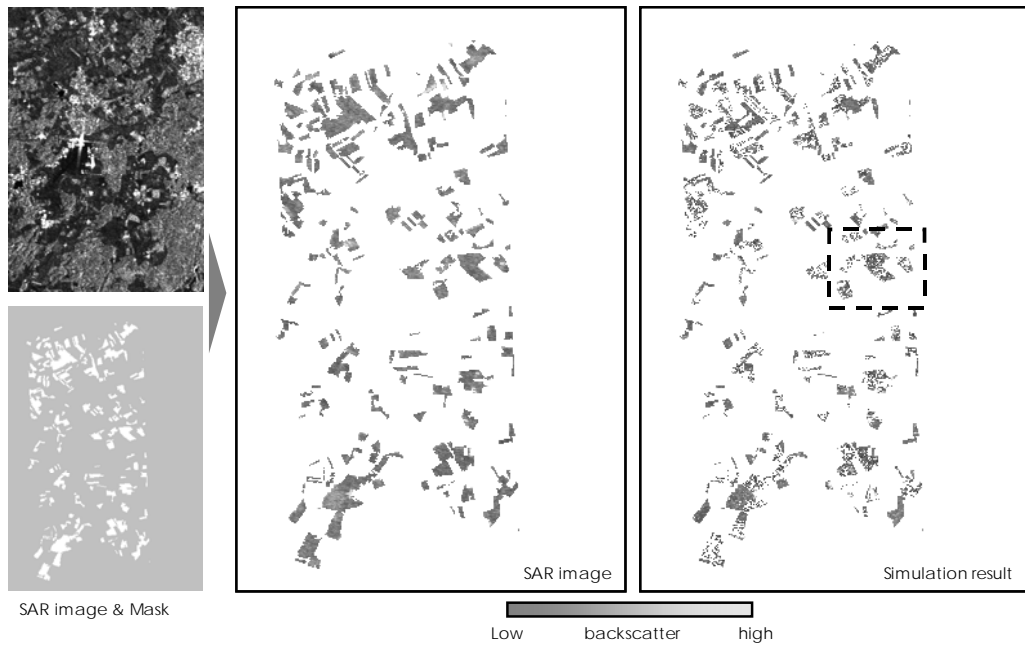 SAR image
Simulation result
SAR image & Mask
Low backscatter high